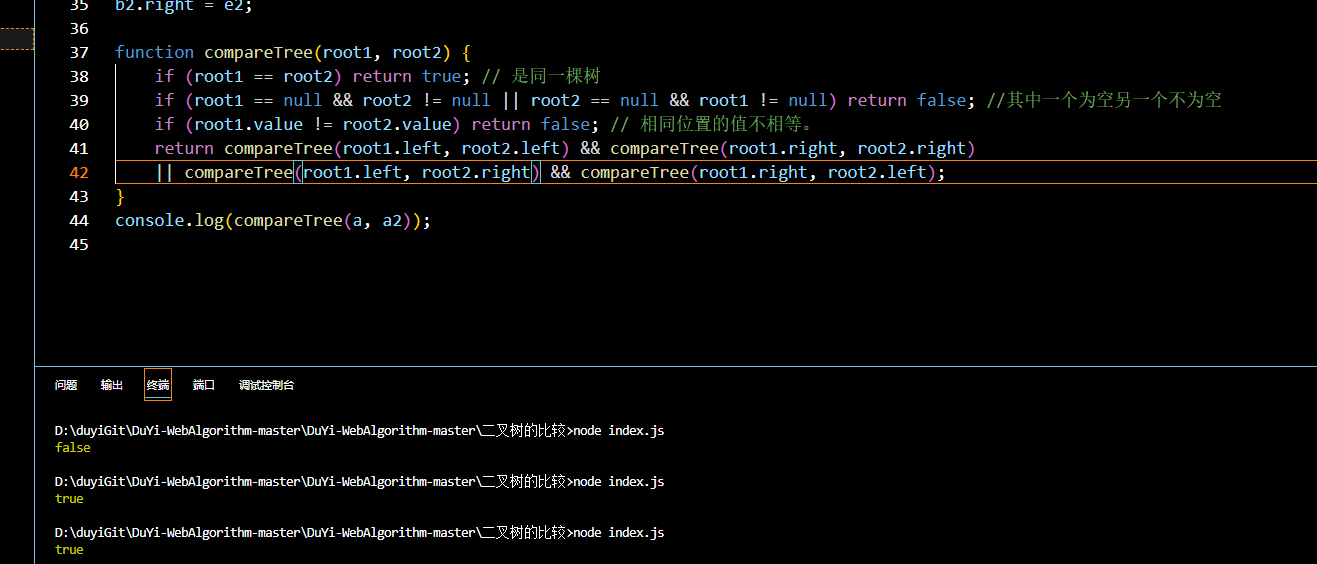 35 b2.right = e2;
36
37 function compareTree(root1, root2) {
38 if (root1 == root2) return true; // 是同一棵树
39 if (root1 == null && root2 != null || root2 == null && root1 != null) return false; //其中一个为空另一个不为空
40 if (root1.value != root2.value) return false; // 相同位置的值不相等。
41 return compareTree(root1.left, root2.left) && compareTree(root1.right, root2.right)
42 || compareTree(root1.left, root2.right) && compareTree(root1.right, root2.left);
43 }
44 console.log(compareTree(a, a2));
45
问题 输出 终端 端口 调试控制台
D:\duyiGit\DuYi-WebAlgorithm-master\DuYi-WebAlgorithm-master\二叉树的比较>node index.js
false
D:\duyiGit\DuYi-WebAlgorithm-master\DuYi-WebAlgorithm-master\二叉树的比较>node index.js
true
D:\duyiGit\DuYi-WebAlgorithm-master\DuYi-WebAlgorithm-master\二叉树的比较>node index.js
true